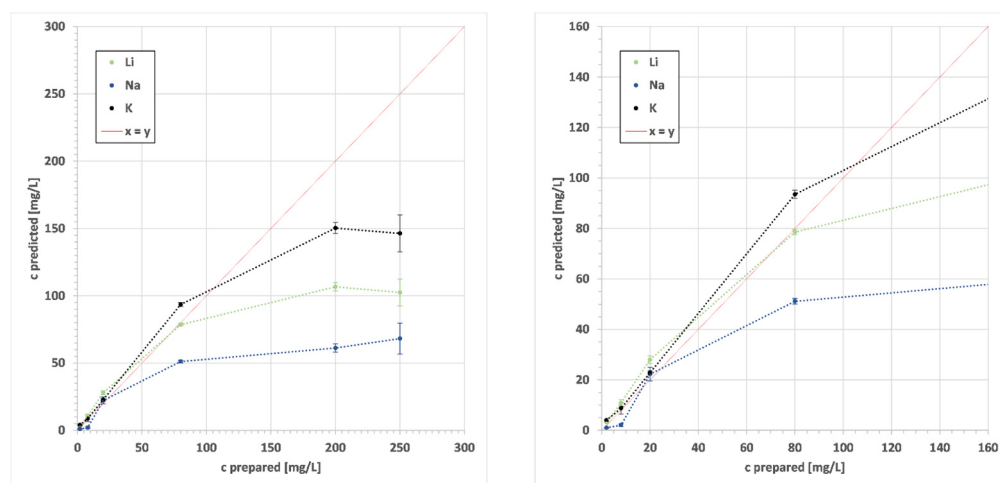 300
250
200
150
100
50
0
Li
Na
K
x = y
0 50 100 150 200 250 300
c prepared [mg/L]
c predicted [mg/L]
160
140
120
100
80
60
40
20
0
Li
Na
K
x = y
0 20 40 60 80 100 120 140 160
c prepared [mg/L]
c predicted [mg/L]